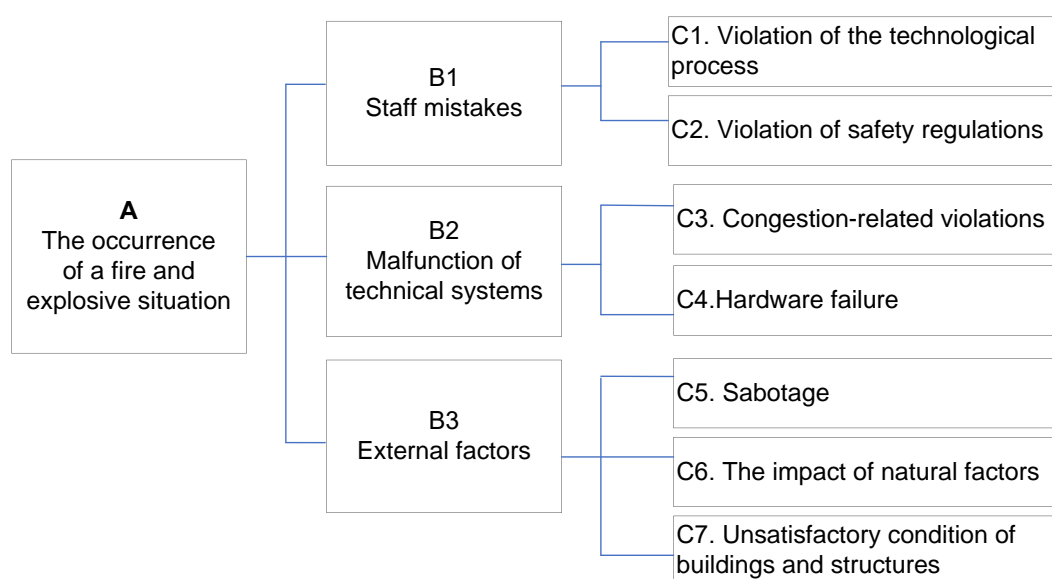 A
The occurrence
of a fire and
explosive situation
B1
Staff mistakes
B2
Malfunction of
technical systems
B3
External factors
C1. Violation of the technological
process
C2. Violation of safety regulations
C3. Congestion-related violations
C4.Hardware failure
C5. Sabotage
C6. The impact of natural factors
C7. Unsatisfactory condition of
buildings and structures